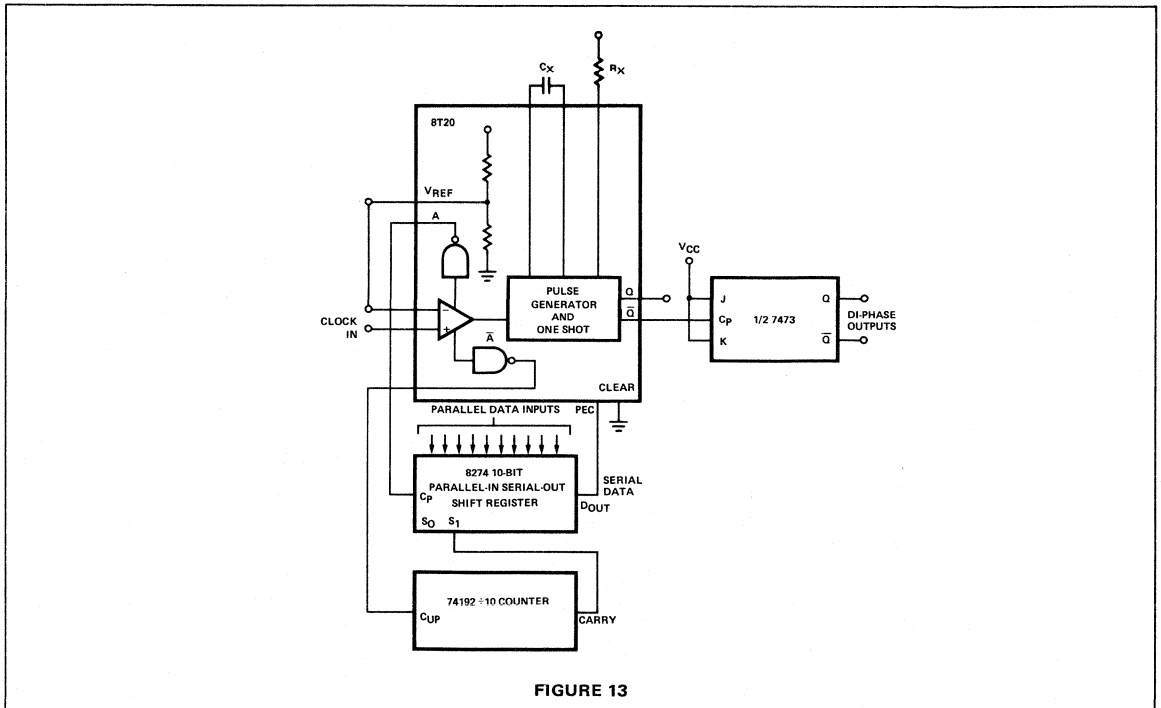 CX
RX
8T20
VREF
A
CLOCK
IN
−
+
A̅
PULSE
GENERATOR
AND
ONE SHOT
Q
Q̅
CLEAR
PEC
VCC
J
CP
K
1/2 7473
Q
Q̅
DI-PHASE
OUTPUTS
PARALLEL DATA INPUTS
8274 10-BIT
PARALLEL-IN SERIAL-OUT
SHIFT REGISTER
CP
S0 S1
SERIAL
DATA
DOUT
74192 ÷10 COUNTER
CUP
CARRY
FIGURE 13